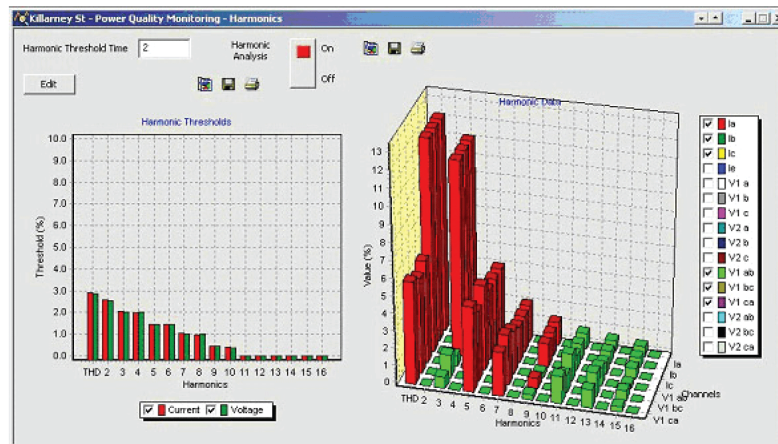 Killarney St - Power Quality Monitoring - Harmonics
Harmonic Threshold Time 2
Harmonic Analysis
On
Off
Edit
Harmonic Thresholds
10.0
9.0
8.0
7.0
6.0
5.0
4.0
3.0
2.0
1.0
0.0
Threshold (%)
THD 2 3 4 5 6 7 8 9 10 11 12 13 14 15 16
Harmonics
Current Voltage
Harmonic Data
13
12
11
10
9
8
7
6
5
4
3
2
1
0
Value (%)
THD 2 3 4 5 6 7 8 9 10 11 12 13 14 15 16
Harmonics
Ia
Ib
Ic
V1 ab
V1 bc
V1 ca
Channels
Ia
Ib
Ic
Ie
V1 a
V1 b
V1 c
V2 a
V2 b
V2 c
V1 ab
V1 bc
V1 ca
V2 ab
V2 bc
V2 ca